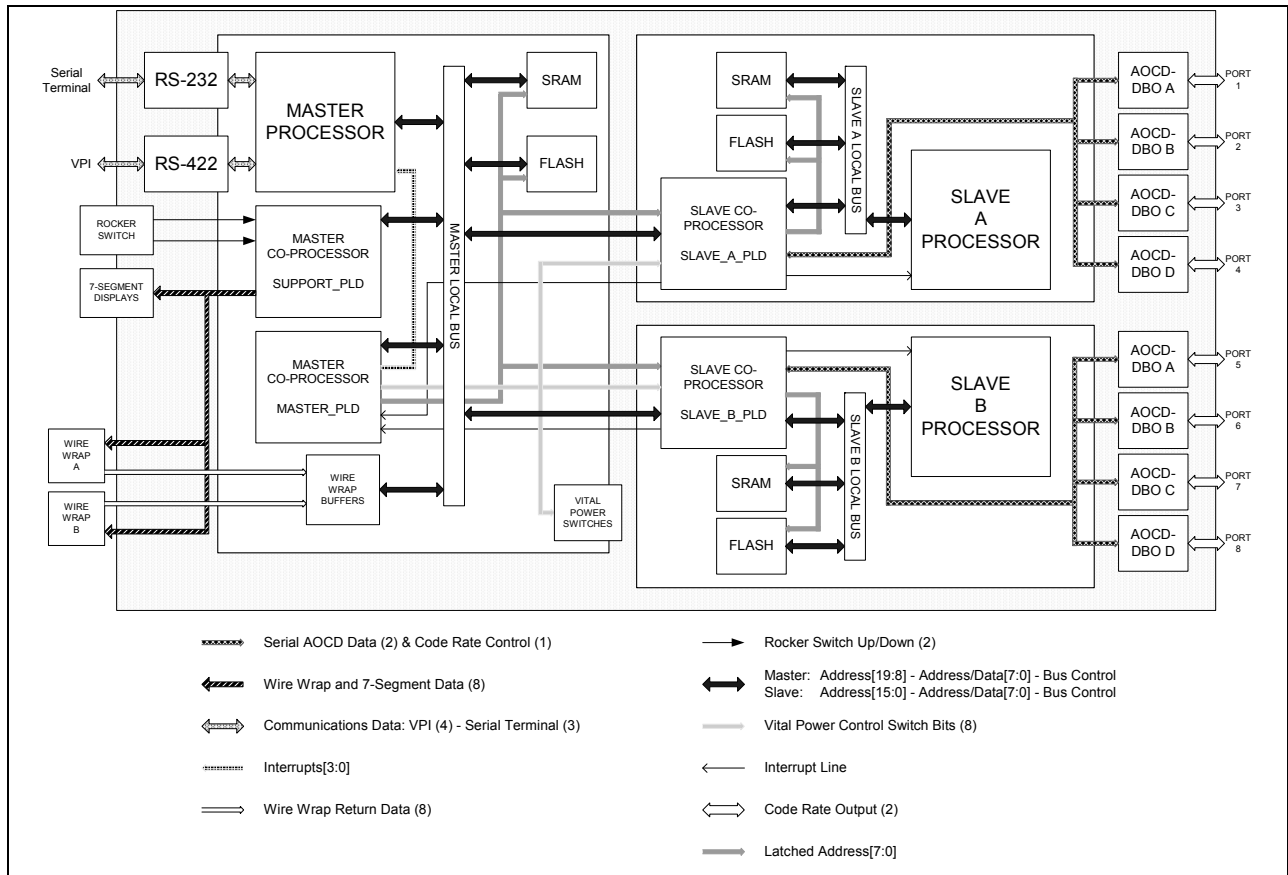 Serial
Terminal
RS-232
VPI
RS-422
ROCKER
SWITCH
7-SEGMENT
DISPLAYS
WIRE
WRAP
A
WIRE
WRAP
B
MASTER
PROCESSOR
MASTER
CO-PROCESSOR
SUPPORT_PLD
MASTER
CO-PROCESSOR
MASTER_PLD
WIRE
WRAP
BUFFERS
MASTER LOCAL BUS
SRAM
FLASH
VITAL
POWER
SWITCHES
SRAM
FLASH
SLAVE CO-
PROCESSOR
SLAVE_A_PLD
SLAVE A LOCAL BUS
SLAVE
A
PROCESSOR
AOCD-
DBO A
PORT
1
AOCD-
DBO B
PORT
2
AOCD-
DBO C
PORT
3
AOCD-
DBO D
PORT
4
SLAVE CO-
PROCESSOR
SLAVE_B_PLD
SRAM
FLASH
SLAVE B LOCAL BUS
SLAVE
B
PROCESSOR
AOCD-
DBO A
PORT
5
AOCD-
DBO B
PORT
6
AOCD-
DBO C
PORT
7
AOCD-
DBO D
PORT
8
Serial AOCD Data (2) & Code Rate Control (1)
Wire Wrap and 7-Segment Data (8)
Communications Data: VPI (4) - Serial Terminal (3)
Interrupts[3:0]
Wire Wrap Return Data (8)
Rocker Switch Up/Down (2)
Master: Address[19:8] - Address/Data[7:0] - Bus Control
Slave: Address[15:0] - Address/Data[7:0] - Bus Control
Vital Power Control Switch Bits (8)
Interrupt Line
Code Rate Output (2)
Latched Address[7:0]